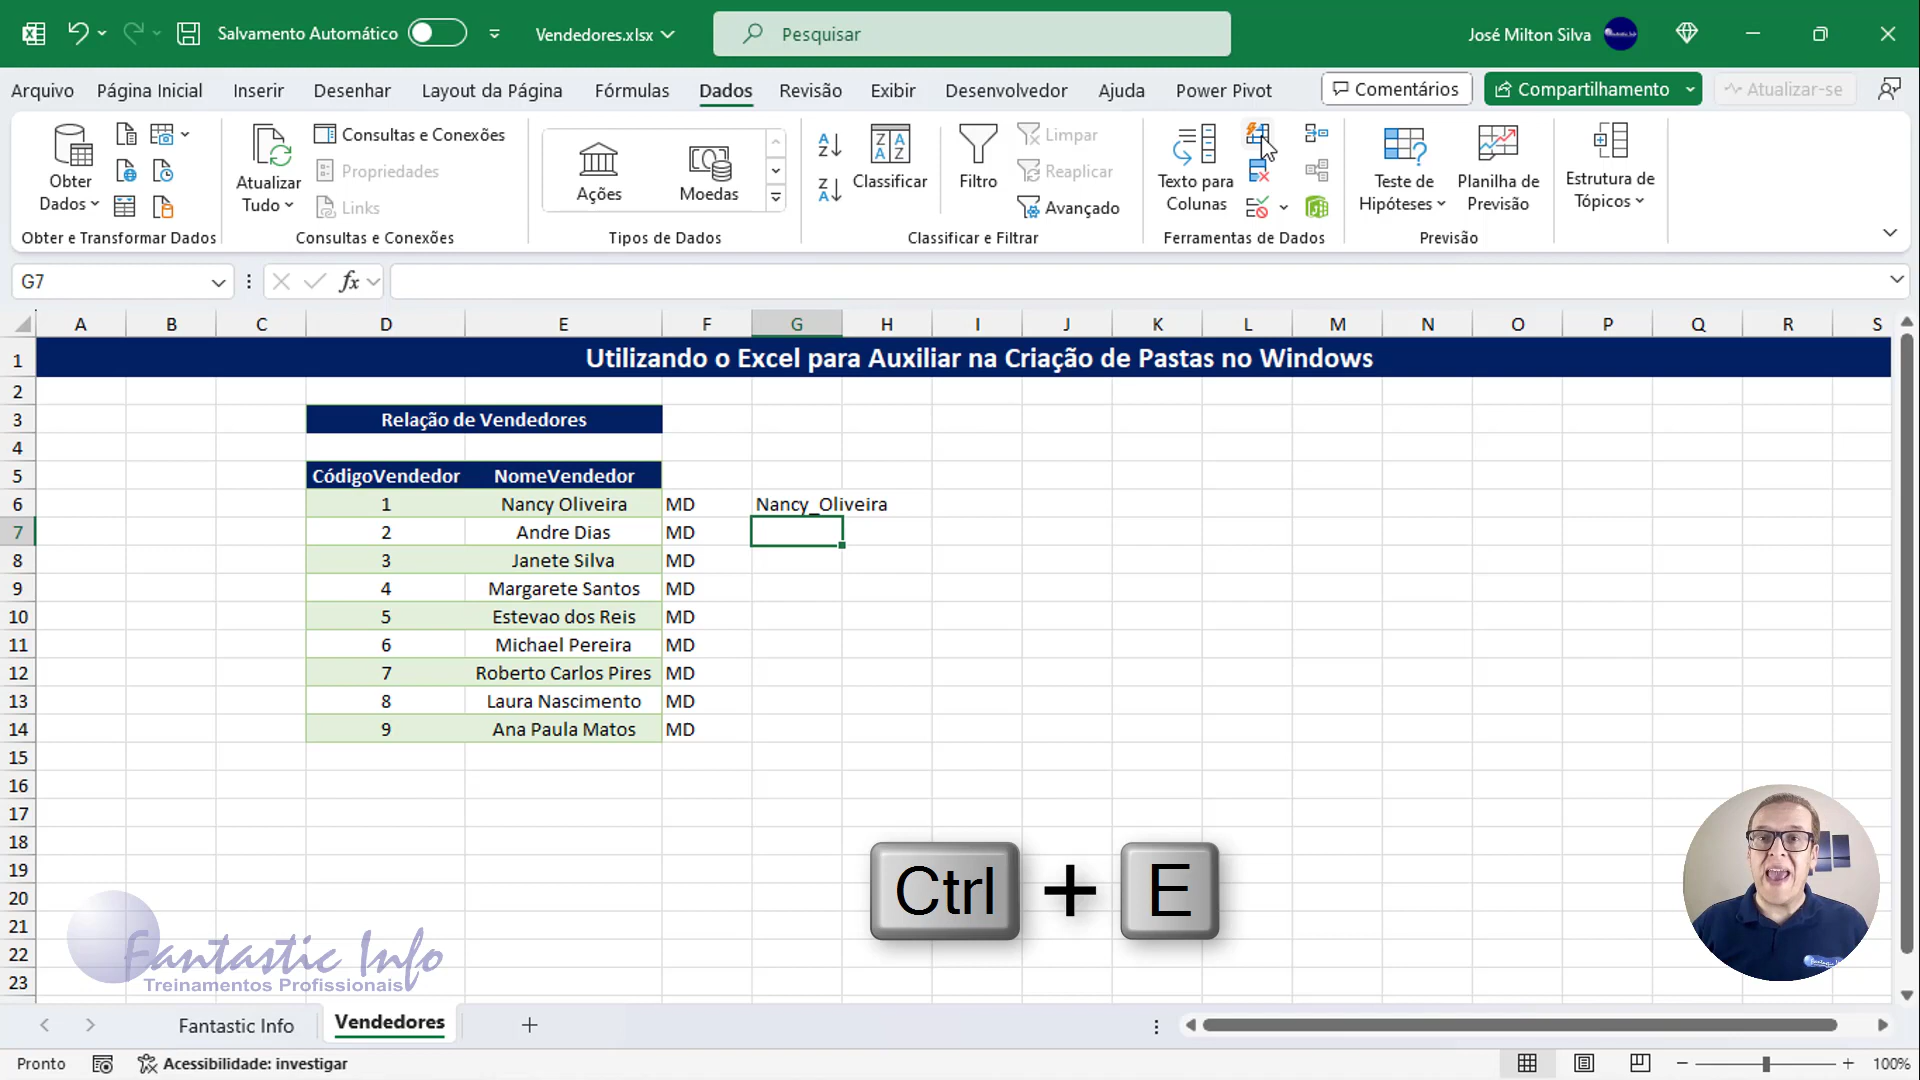 Salvamento Automático
Vendedores.xlsx
Pesquisar
José Milton Silva
Arquivo
Página Inicial
Inserir
Desenhar
Layout da Página
Fórmulas
Dados
Revisão
Exibir
Desenvolvedor
Ajuda
Power Pivot
Comentários
Compartilhamento
Atualizar-se
Obter
Dados
Obter e Transformar Dados
Atualizar
Tudo
Consultas e Conexões
Propriedades
Links
Consultas e Conexões
Ações
Moedas
Tipos de Dados
Classificar
Filtro
Limpar
Reaplicar
Avançado
Classificar e Filtrar
Texto para
Colunas
Ferramentas de Dados
Teste de
Hipóteses
Planilha de
Previsão
Previsão
Estrutura de
Tópicos
G7
fx
A B C D E F G H I J K L M N O P Q R S
1 Utilizando o Excel para Auxiliar na Criação de Pastas no Windows
2
3 Relação de Vendedores
4
5 CódigoVendedor NomeVendedor
6 1 Nancy Oliveira MD Nancy_Oliveira
7 2 Andre Dias MD
8 3 Janete Silva MD
9 4 Margarete Santos MD
10 5 Estevao dos Reis MD
11 6 Michael Pereira MD
12 7 Roberto Carlos Pires MD
13 8 Laura Nascimento MD
14 9 Ana Paula Matos MD
15
16
17
18
19
20
21
22
23
Ctrl + E
Fantastic Info
Treinamentos Profissionais
Fantastic Info
Vendedores
Pronto
Acessibilidade: investigar
100%